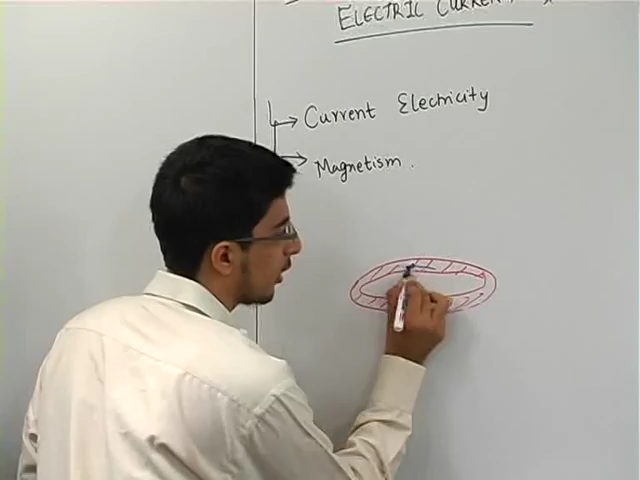 ELECTRIC CURRENT
→ Current Electricity
→ Magnetism .